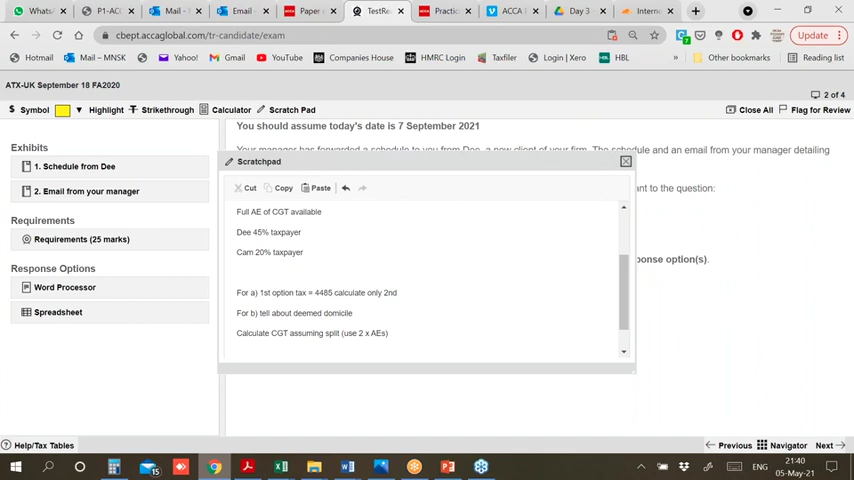 WhatsA
P1-ACC
Mail -
Email -
Paper
TestRe
Practic
ACCA
Day 3
Intern
cbept.accaglobal.com/tr-candidate/exam
Update
Hotmail
Mail – MNSK
Yahoo!
Gmail
YouTube
Companies House
HMRC Login
Taxfiler
Login | Xero
HBL
»
Other bookmarks
Reading list
ATX-UK September 18 FA2020
2 of 4
$ Symbol
Highlight
Strikethrough
Calculator
Scratch Pad
Close All
Flag for Review
Exhibits
1. Schedule from Dee
2. Email from your manager
Requirements
Requirements (25 marks)
Response Options
Word Processor
Spreadsheet
You should assume today's date is 7 September 2021
Your manager has forwarded a schedule to you from Dee, a new client of your firm. The schedule and an email from your manager detailing
nt to the question:
ponse option(s).
Scratchpad
Cut
Copy
Paste
Full AE of CGT available
Dee 45% taxpayer
Cam 20% taxpayer
For a) 1st option tax = 4485 calculate only 2nd
For b) tell about deemed domicile
Calculate CGT assuming split (use 2 x AEs)
Help/Tax Tables
Previous
Navigator
Next
15
ENG
21:40
05-May-21